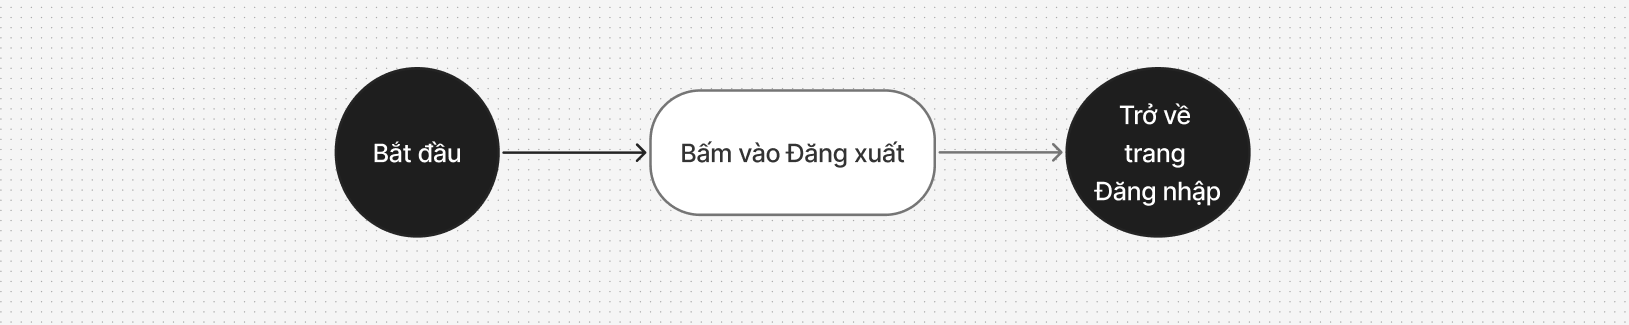 Bắt đầu
Bấm vào Đăng xuất
Trở về
trang
Đăng nhập